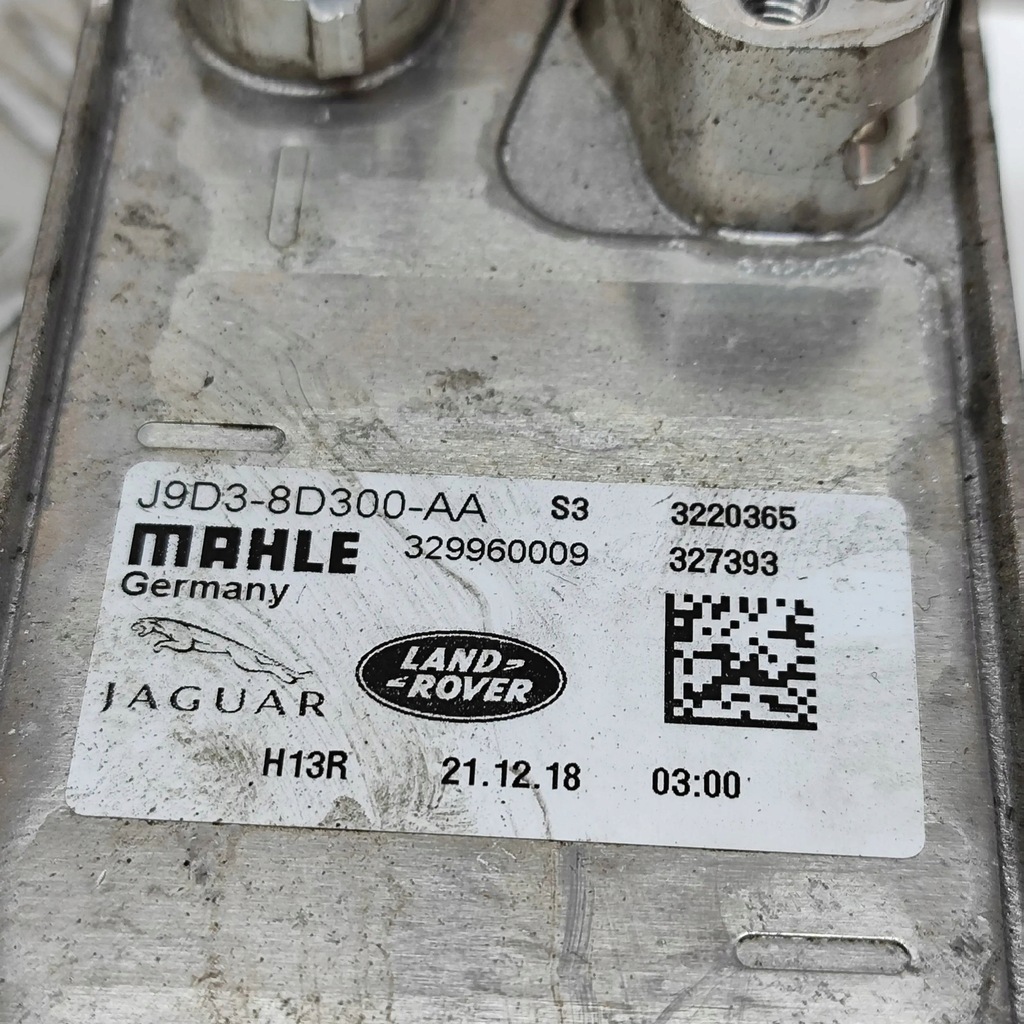 J9D3-8D300-AA S3 3220365
MAHLE 329960009 327393
Germany
JAGUAR
LAND-
-ROVER
H13R 21.12.18 03:00